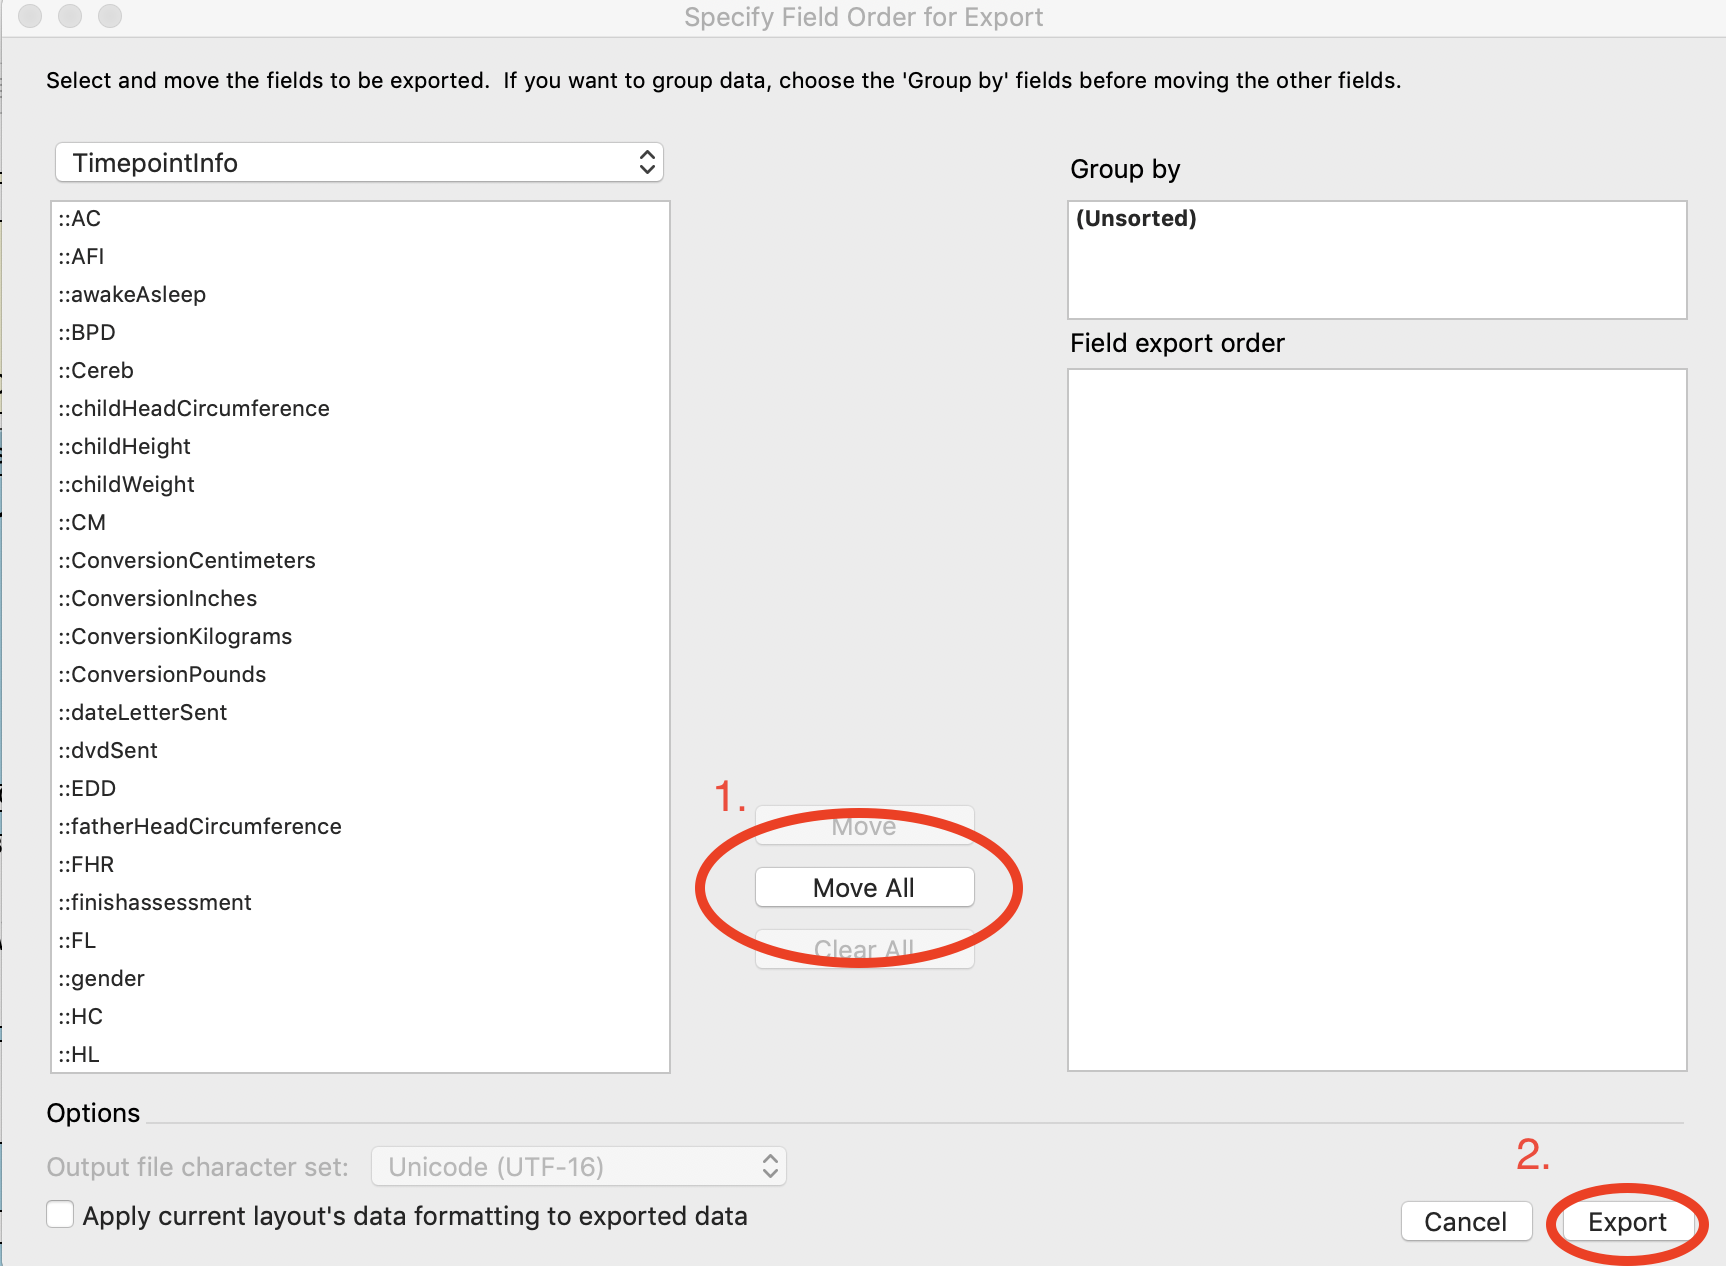 Specify Field Order for Export
Select and move the fields to be exported.  If you want to group data, choose the 'Group by' fields before moving the other fields.
TimepointInfo
::AC
::AFI
::awakeAsleep
::BPD
::Cereb
::childHeadCircumference
::childHeight
::childWeight
::CM
::ConversionCentimeters
::ConversionInches
::ConversionKilograms
::ConversionPounds
::dateLetterSent
::dvdSent
::EDD
::fatherHeadCircumference
::FHR
::finishassessment
::FL
::gender
::HC
::HL
1.
Move
Move All
Clear All
Group by
(Unsorted)
Field export order
Options
Output file character set: Unicode (UTF-16)
Apply current layout's data formatting to exported data
2.
Cancel
Export